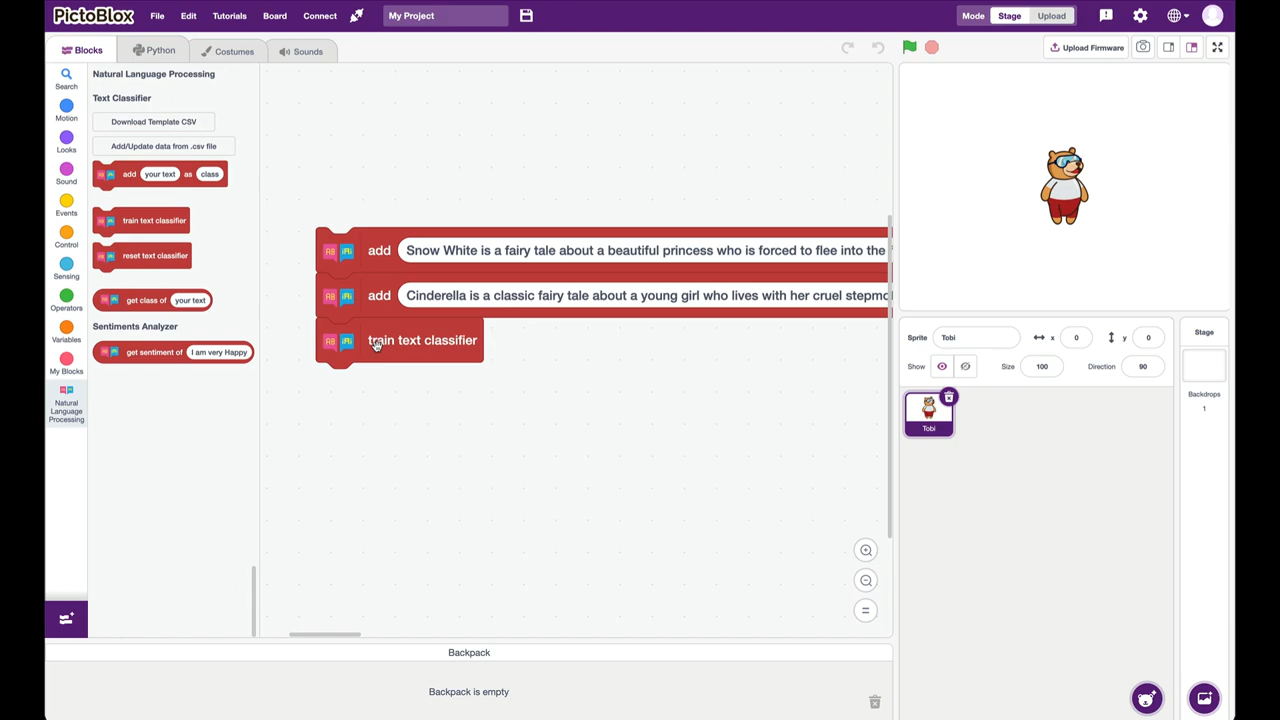 PictoBlox File Edit Tutorials Board Connect My Project Mode Stage Upload
Blocks Python Costumes Sounds Upload Firmware
Search
Motion
Looks
Sound
Events
Control
Sensing
Operators
Variables
My Blocks
Natural
Language
Processing
Natural Language Processing
Text Classifier
Download Template CSV
Add/Update data from .csv file
add your text as class
train text classifier
reset text classifier
get class of your text
Sentiments Analyzer
get sentiment of I am very Happy
add Snow White is a fairy tale about a beautiful princess who is forced to flee into the
add Cinderella is a classic fairy tale about a young girl who lives with her cruel stepmo
train text classifier
Backpack
Backpack is empty
Sprite Tobi x 0 y 0
Show Size 100 Direction 90
Tobi
Stage
Backdrops
1